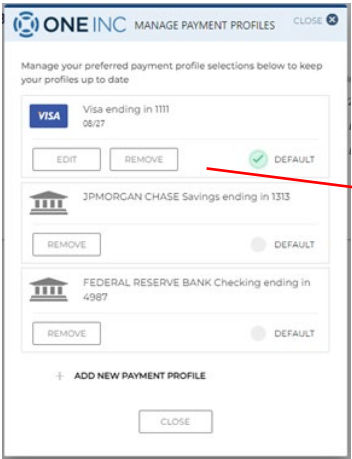 ONE INC MANAGE PAYMENT PROFILES CLOSE
Manage your preferred payment profile selections below to keep
your profiles up to date
VISA Visa ending in 1111
08/27
EDIT REMOVE DEFAULT
JPMORGAN CHASE Savings ending in 1313
REMOVE DEFAULT
FEDERAL RESERVE BANK Checking ending in
4987
REMOVE DEFAULT
+ ADD NEW PAYMENT PROFILE
CLOSE